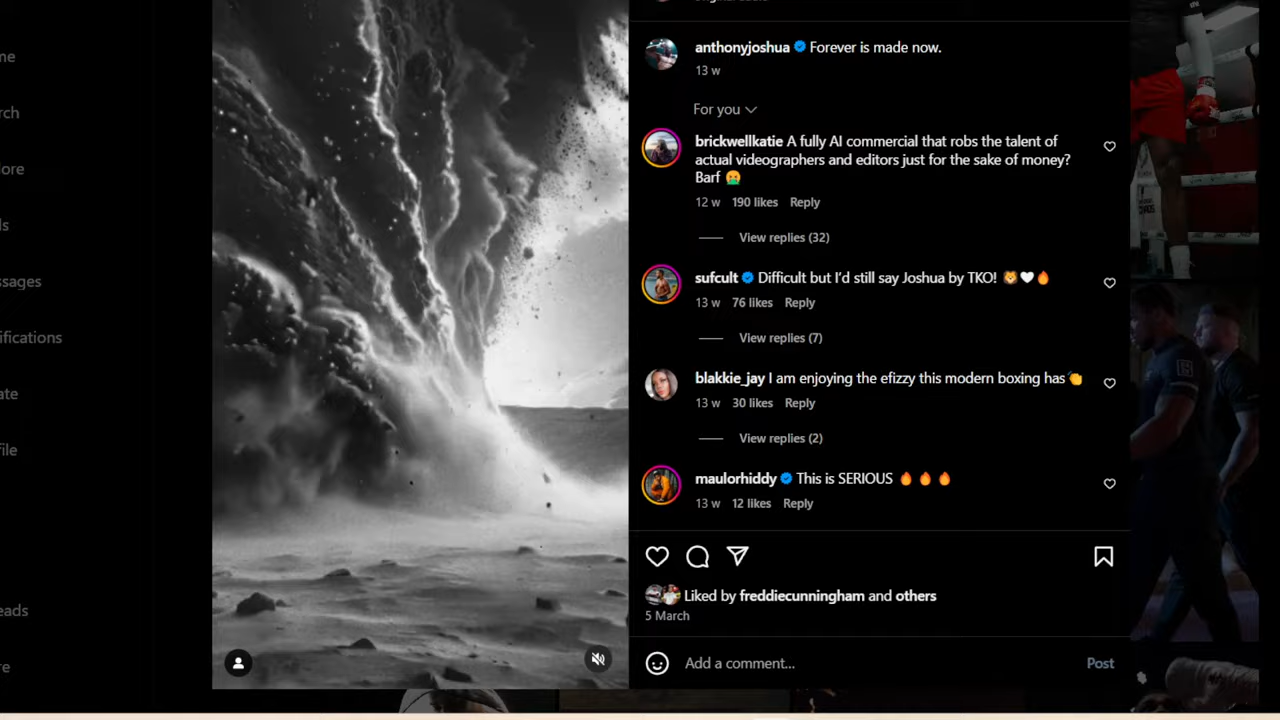 anthonyjoshua Forever is made now.
13 w
For you
brickwellkatie A fully AI commercial that robs the talent of
actual videographers and editors just for the sake of money?
Barf 🤮
12 w 190 likes Reply
View replies (32)
sufcult Difficult but I'd still say Joshua by TKO! 🦁🤍🔥
13 w 76 likes Reply
View replies (7)
blakkie_jay I am enjoying the efizzy this modern boxing has 👏
13 w 30 likes Reply
View replies (2)
maulorhiddy This is SERIOUS 🔥 🔥 🔥
13 w 12 likes Reply
Liked by freddiecunningham and others
5 March
Add a comment... Post
me
rch
ore
ls
ssages
ifications
ate
file
eads
re